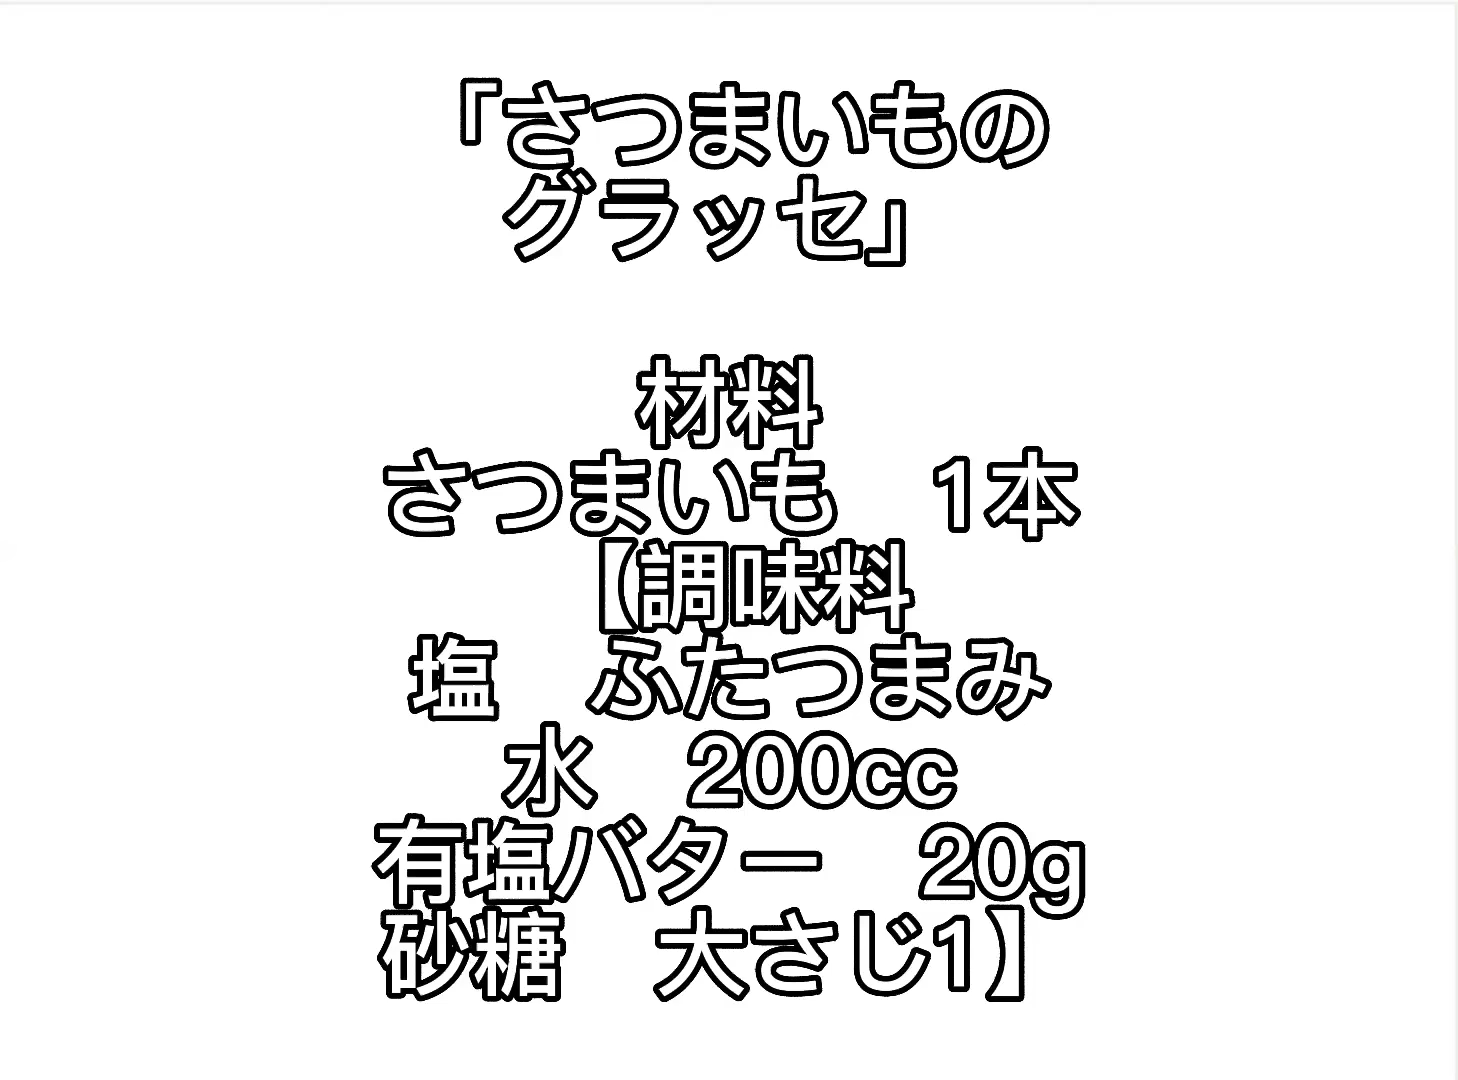 「さつまいもの
グラッセ」
材料
さつまいも　1本
【調味料
塩　ふたつまみ
水　200cc
有塩バター　20g
砂糖　大さじ1】